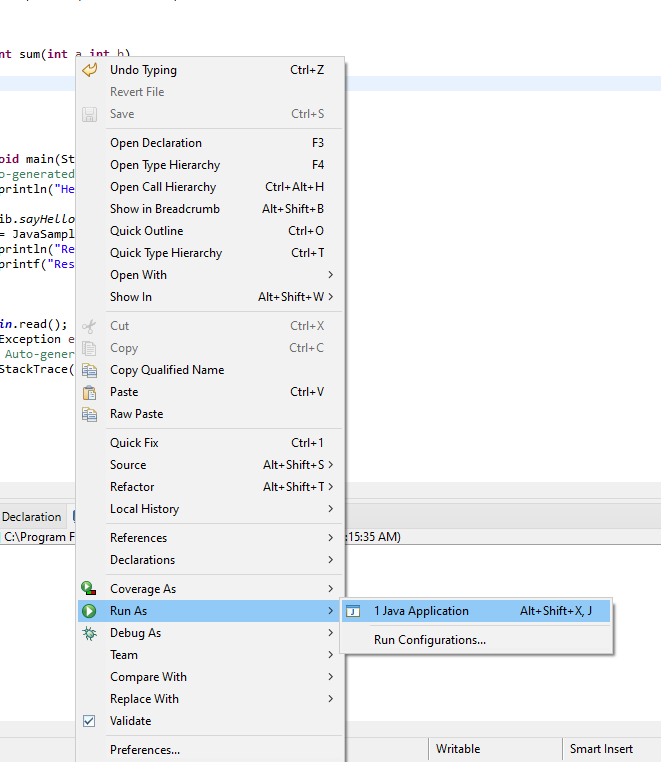 nt sum(int a,int b)
Undo Typing Ctrl+Z
Revert File
Save Ctrl+S
Open Declaration F3
oid main(St
Open Type Hierarchy F4
o-generated
println("He
Open Call Hierarchy Ctrl+Alt+H
Show in Breadcrumb Alt+Shift+B
ib.sayHello
Quick Outline Ctrl+O
= JavaSampl
println("Re
Quick Type Hierarchy Ctrl+T
printf("Res
Open With >
Show In Alt+Shift+W >
in.read();
Cut Ctrl+X
Exception e
Copy Ctrl+C
Auto-gener
StackTrace(
Copy Qualified Name
Paste Ctrl+V
Raw Paste
Quick Fix Ctrl+1
Source Alt+Shift+S >
Refactor Alt+Shift+T >
Local History >
Declaration
C:\Program F :15:35 AM)
References >
Declarations >
Coverage As >
Run As >
1 Java Application Alt+Shift+X, J
Debug As >
Run Configurations...
Team >
Compare With >
Replace With >
Validate
Preferences...
Writable Smart Insert